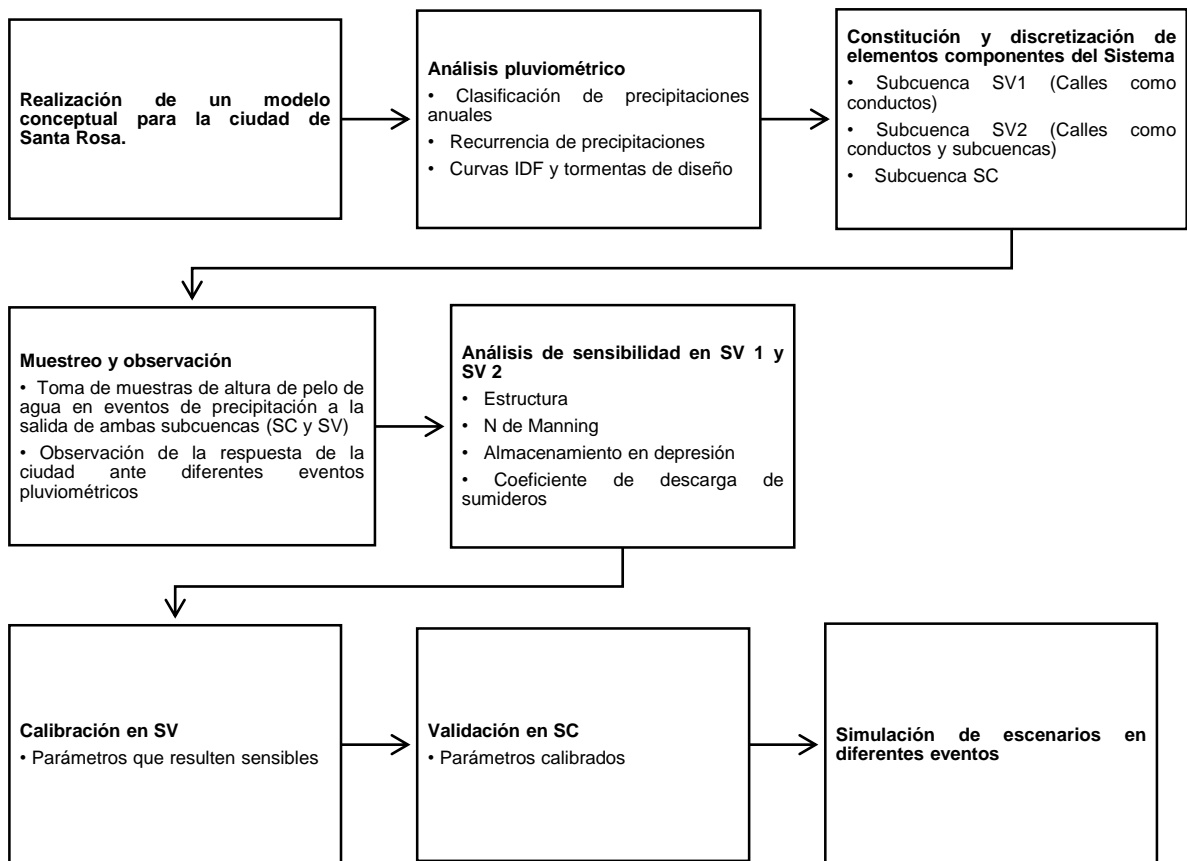 Realización de un modelo
conceptual para la ciudad de
Santa Rosa.
Análisis pluviométrico
• Clasificación de precipitaciones
anuales
• Recurrencia de precipitaciones
• Curvas IDF y tormentas de diseño
Constitución y discretización de
elementos componentes del Sistema
• Subcuenca SV1 (Calles como
conductos)
• Subcuenca SV2 (Calles como
conductos y subcuecas)
• Subcuenca SC
Muestreo y observación
• Toma de muestras de altura de pelo de
agua en eventos de precipitación a la
salida de ambas subcuencas (SC y SV)
• Observación de la respuesta de la
ciudad ante diferentes eventos
pluviométricos
Análisis de sensibilidad en SV 1 y
SV 2
• Estructura
• N de Manning
• Almacenamiento en depresión
• Coeficiente de descarga de
sumideros
Calibración en SV
• Parámetros que resulten sensibles
Validación en SC
• Parámetros calibrados
Simulación de escenarios en
diferentes eventos